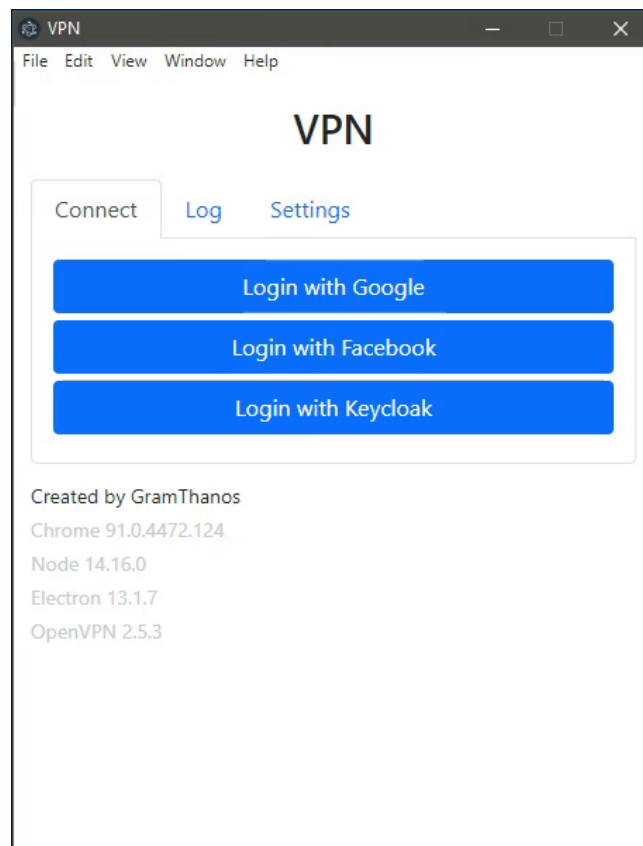 VPN
File Edit View Window Help
VPN
Connect Log Settings
Login with Google
Login with Facebook
Login with Keycloak
Created by GramThanos
Chrome 91.0.4472.124
Node 14.16.0
Electron 13.1.7
OpenVPN 2.5.3